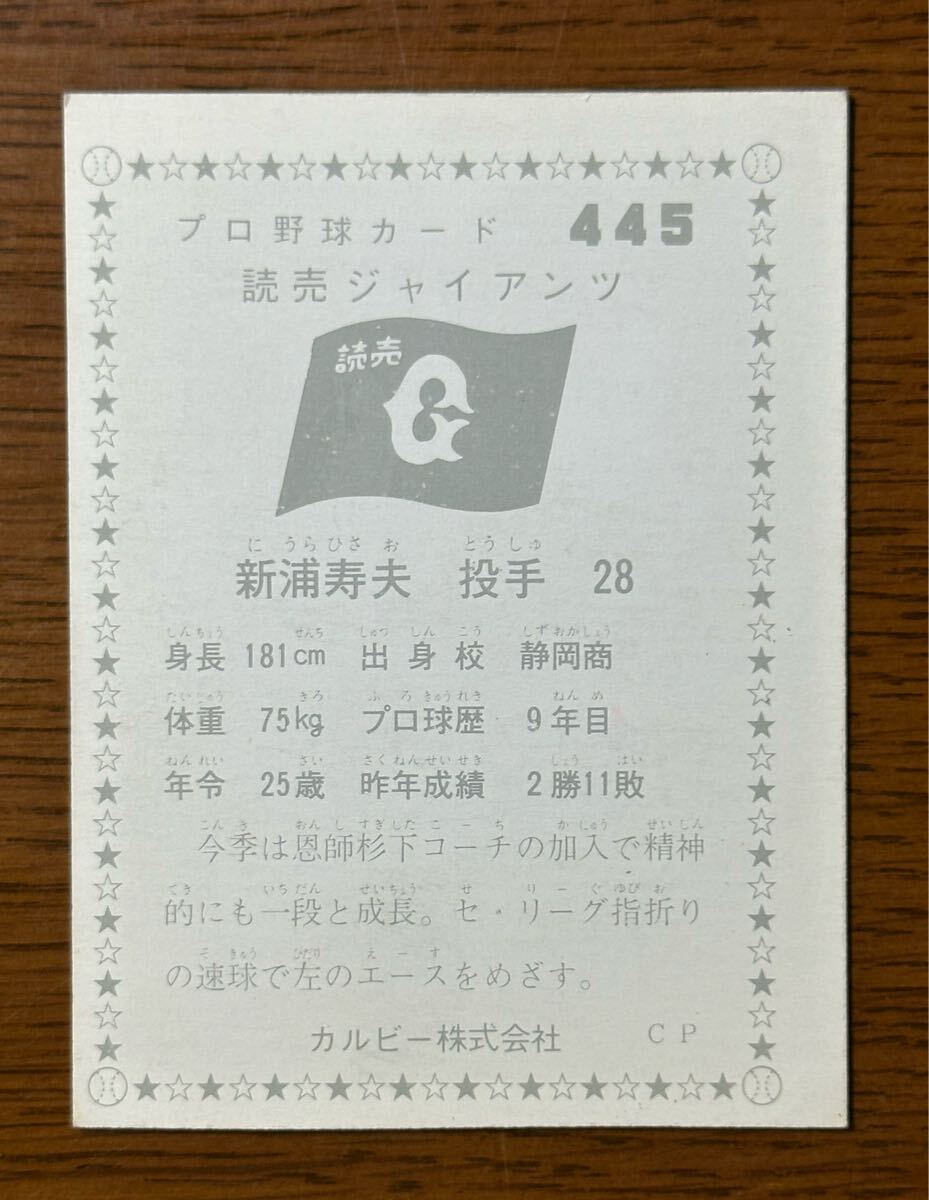 プロ野球カード 445
読売ジャイアンツ
読売
G
にうらひさお とうしゅ
新浦寿夫 投手 28
しんちょう せんち しゅつしんこう しずおかしょう
身長 181cm 出身校 静岡商
たいじゅう きろ ぷろきゅうれき ねんめ
体重 75kg プロ球歴 9年目
ねんれい さい さくねんせいせき しょう はい
年令 25歳 昨年成績 2勝11敗
こんき おんしすぎしたこーち かにゅう せいしん
今季は恩師杉下コーチの加入で精神
てき いちだん せいちょう せ りーぐゆびお
的にも一段と成長。セ・リーグ指折り
そっきゅう ひだり えーす
の速球で左のエースをめざす。
カルビー株式会社 CP